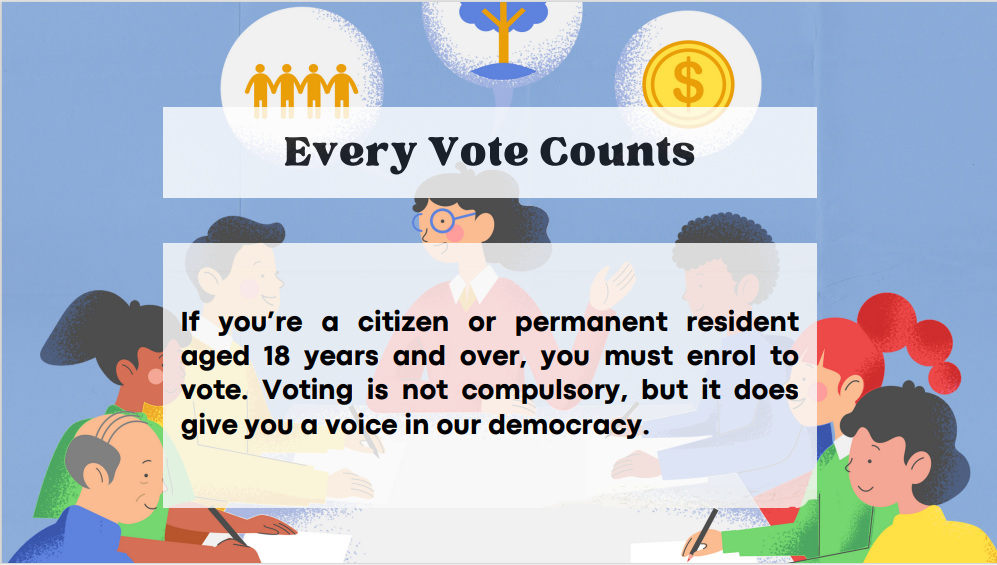 Every Vote Counts
If you’re a citizen or permanent resident
aged 18 years and over, you must enrol to
vote. Voting is not compulsory, but it does
give you a voice in our democracy.
$